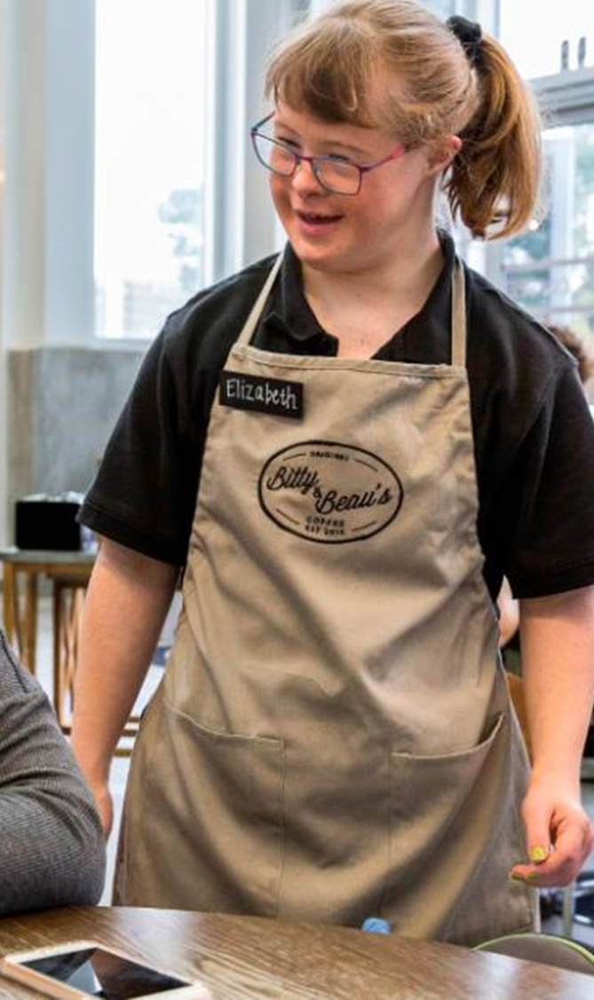 Elizabeth
ORIGINAL
Bitty
& Beau's
COFFEE
EST 2016